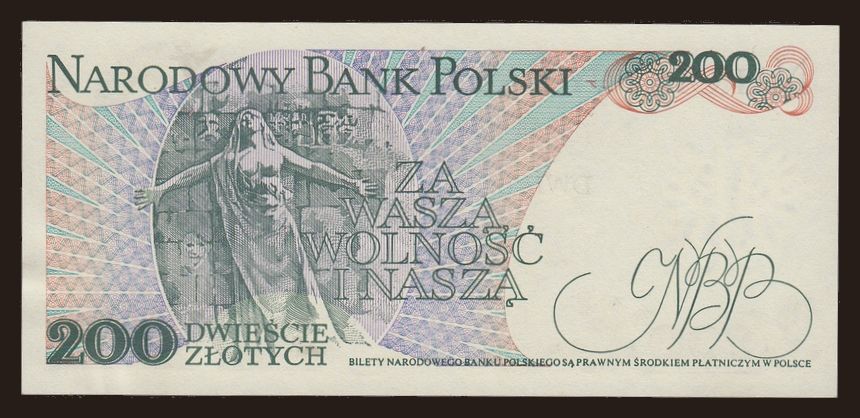 NARODOWY BANK POLSKI 200
ZA
WASZĄ
WOLNOŚĆ
I NASZĄ
NBP
200 DWIEŚCIE
ZŁOTYCH
BILETY NARODOWEGO BANKU POLSKIEGO SĄ PRAWNYM ŚRODKIEM PŁATNICZYM W POLSCE